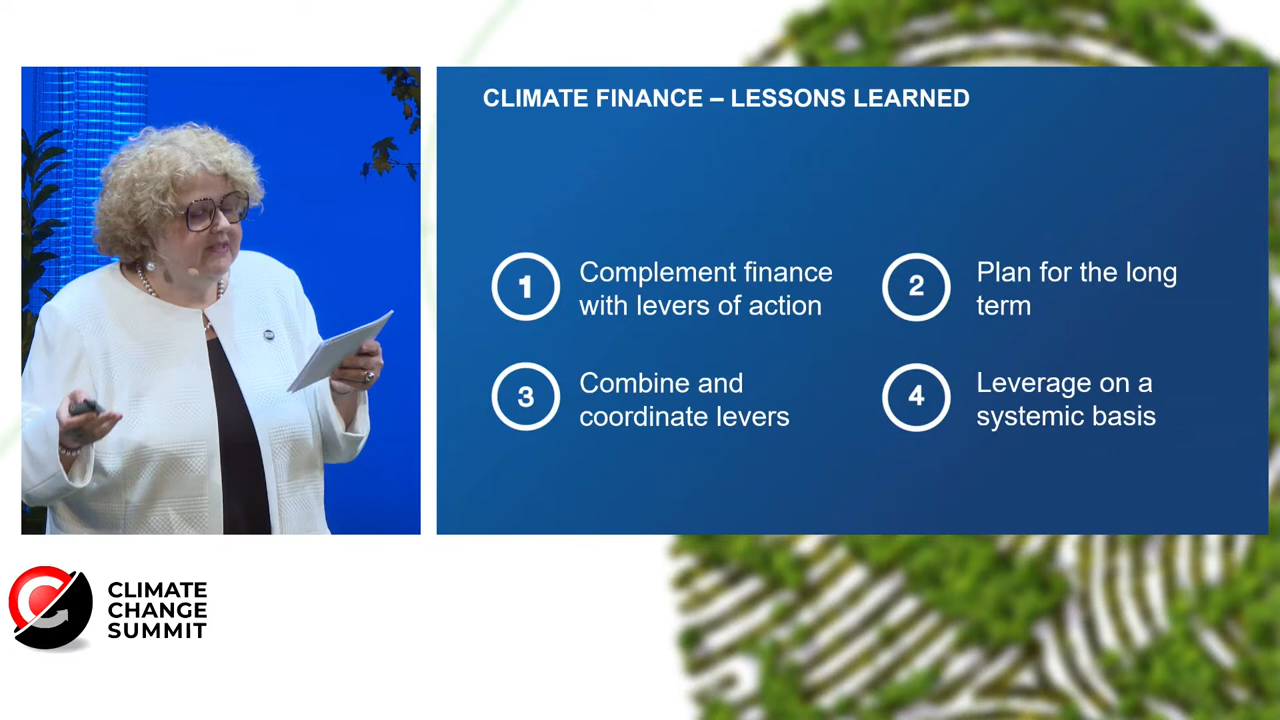 CLIMATE FINANCE – LESSONS LEARNED
1
Complement finance
with levers of action
2
Plan for the long
term
3
Combine and
coordinate levers
4
Leverage on a
systemic basis
CLIMATE
CHANGE
SUMMIT